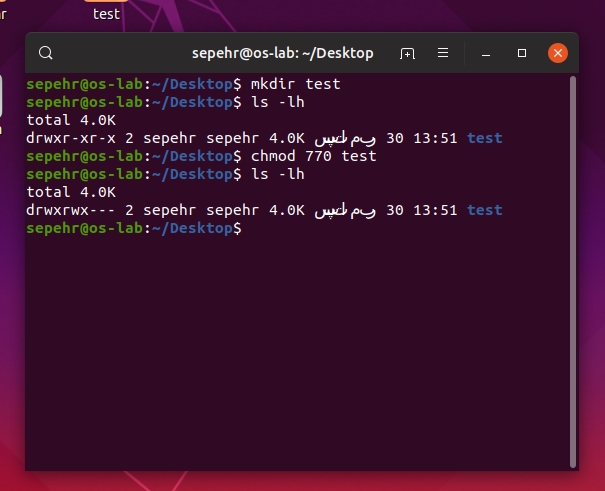 test
sepehr@os-lab: ~/Desktop
sepehr@os-lab:~/Desktop$ mkdir test
sepehr@os-lab:~/Desktop$ ls -lh
total 4.0K
drwxr-xr-x 2 sepehr sepehr 4.0K سپتامبر 30 13:51 test
sepehr@os-lab:~/Desktop$ chmod 770 test
sepehr@os-lab:~/Desktop$ ls -lh
total 4.0K
drwxrwx--- 2 sepehr sepehr 4.0K سپتامبر 30 13:51 test
sepehr@os-lab:~/Desktop$